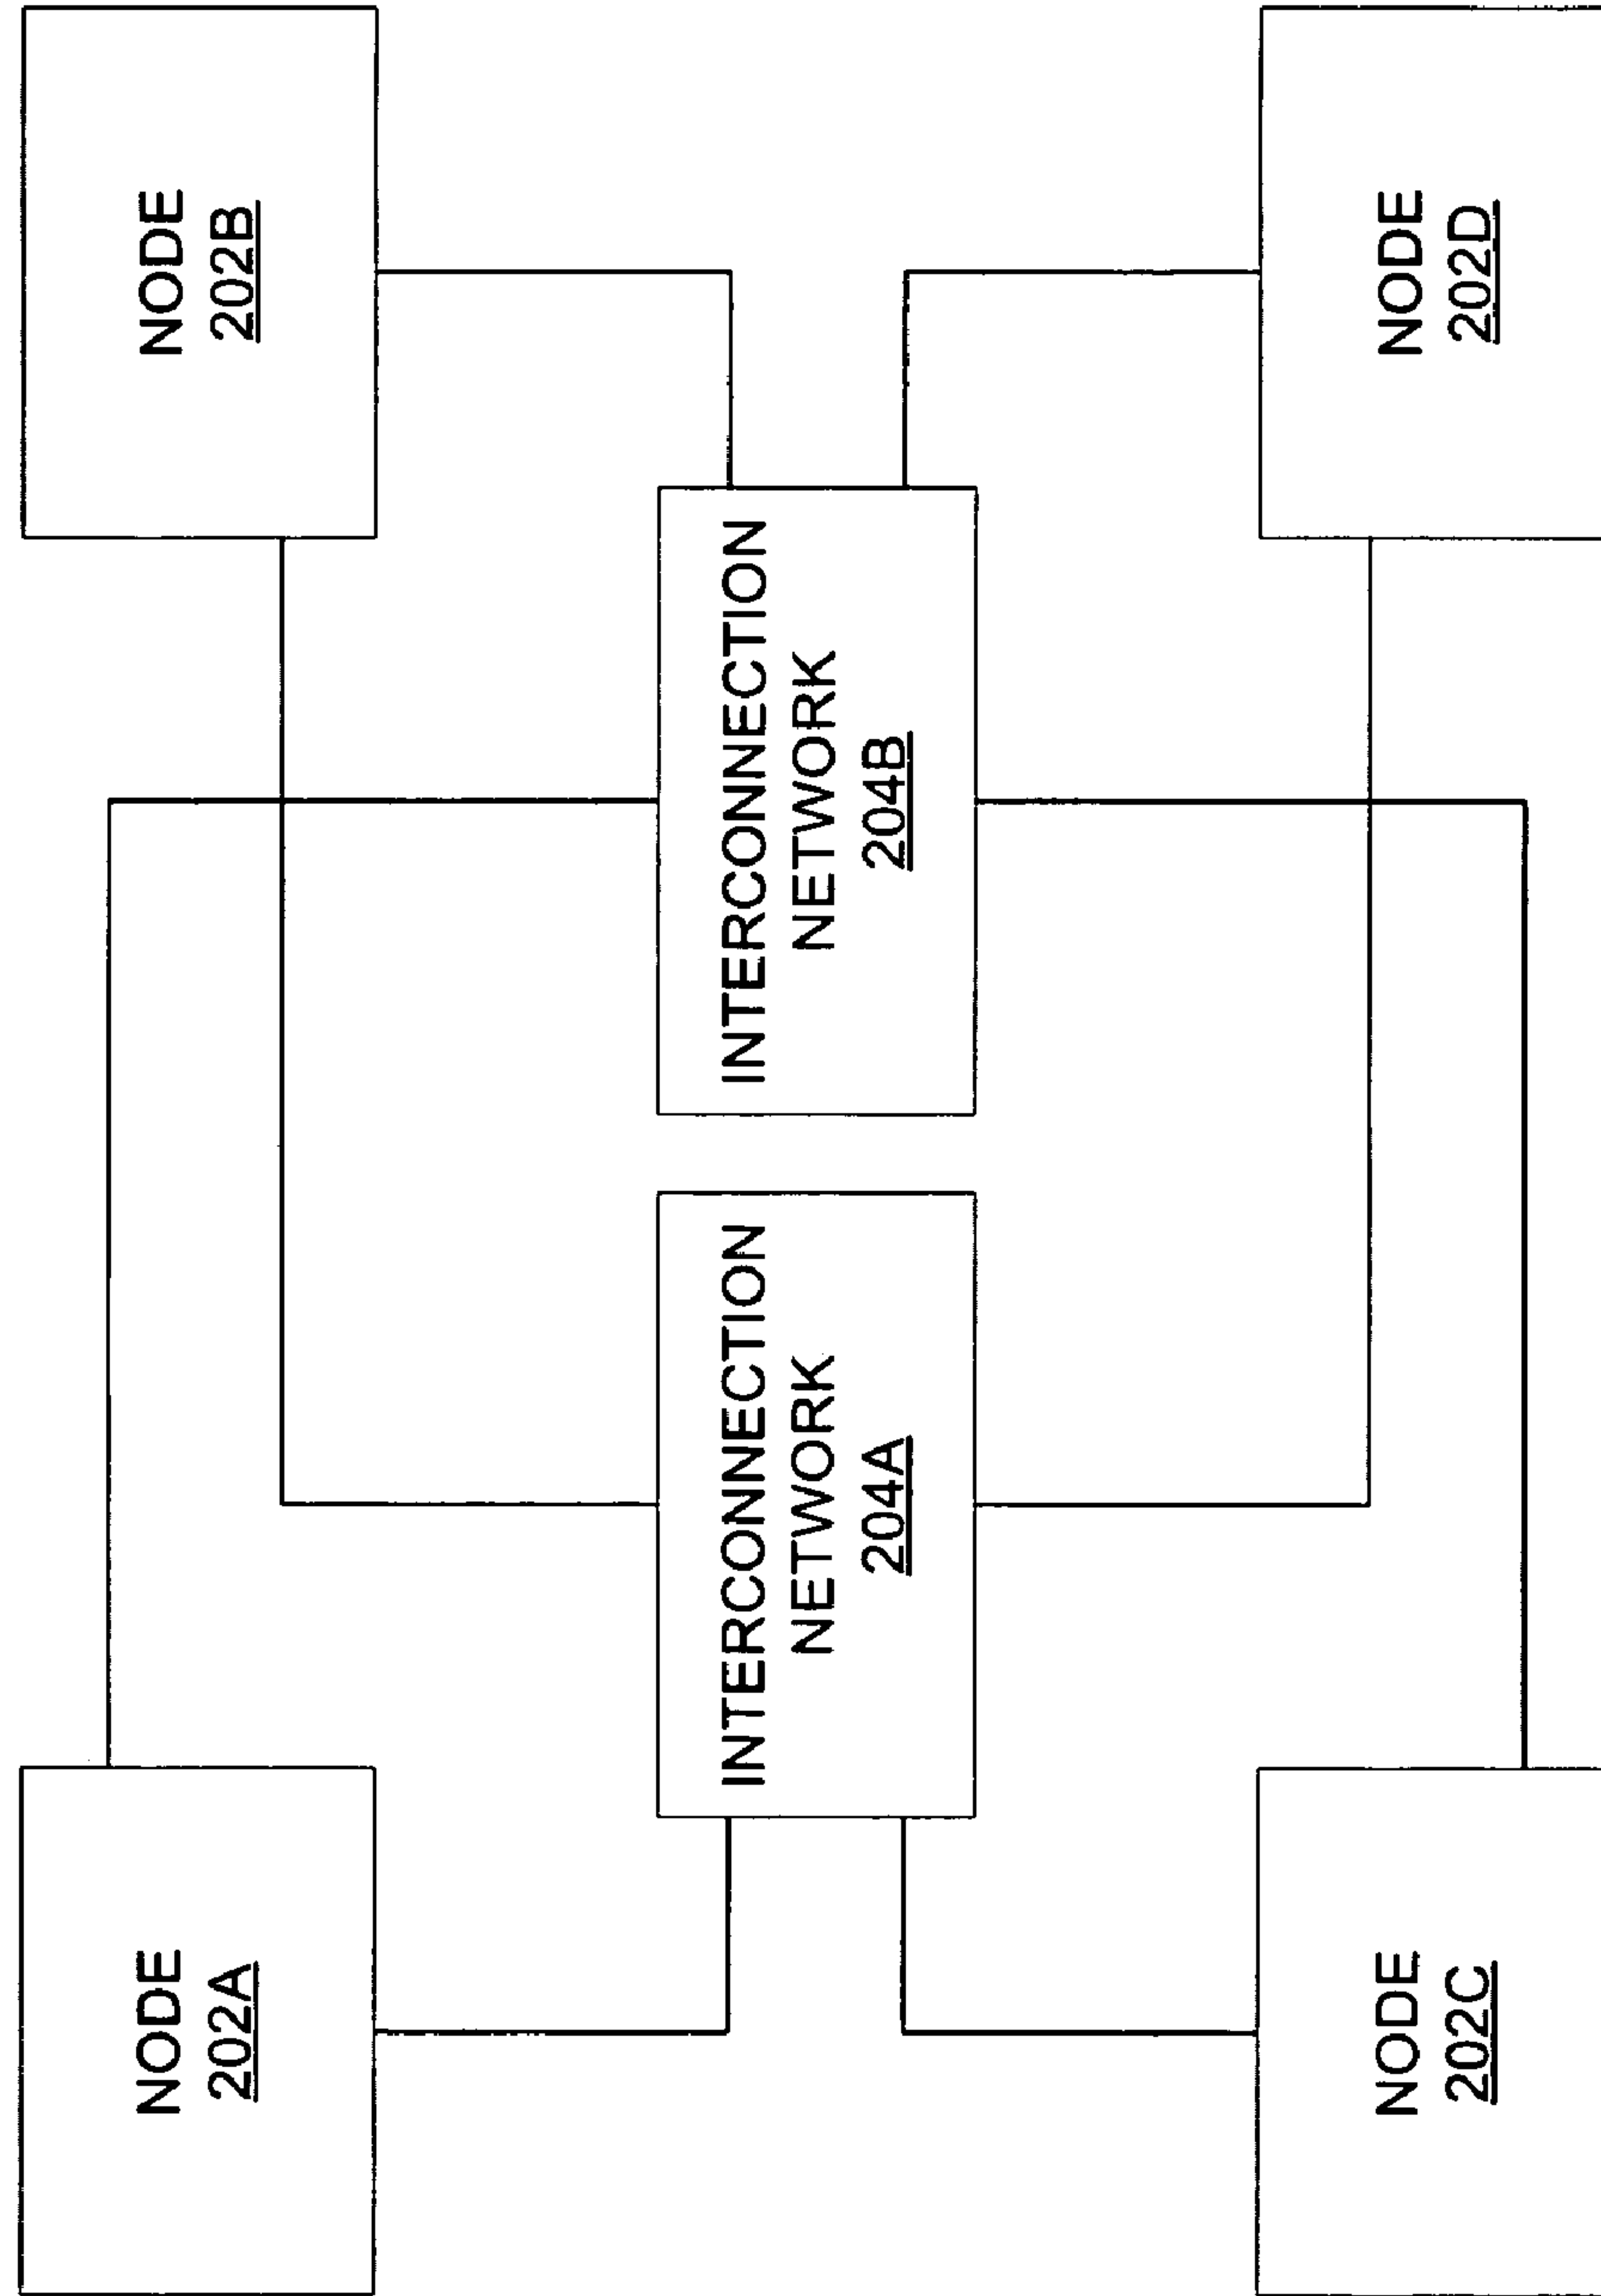 NODE
202A
NODE
202B
INTERCONNECTION
NETWORK
204A
INTERCONNECTION
NETWORK
204B
NODE
202C
NODE
202D